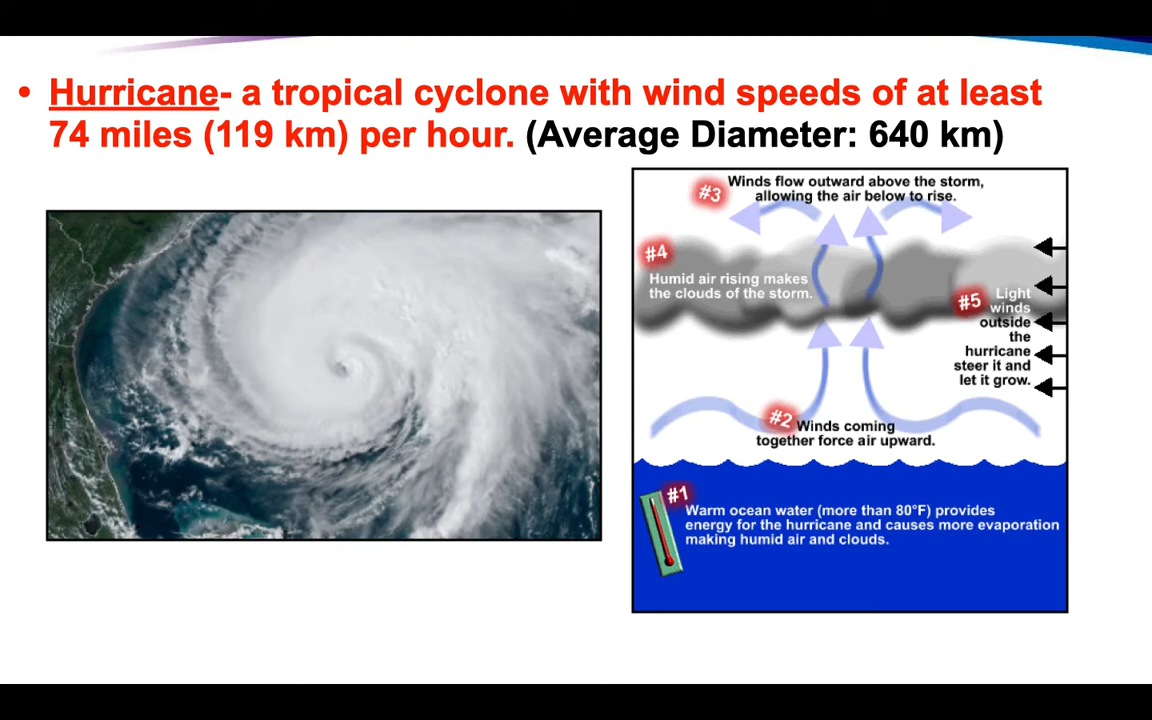 • Hurricane- a tropical cyclone with wind speeds of at least
74 miles (119 km) per hour. (Average Diameter: 640 km)
#3
Winds flow outward above the storm,
allowing the air below to rise.
#4
Humid air rising makes
the clouds of the storm.
#5
Light
winds
outside
the
hurricane
steer it and
let it grow.
#2
Winds coming
together force air upward.
#1
Warm ocean water (more than 80°F) provides
energy for the hurricane and causes more evaporation
making humid air and clouds.